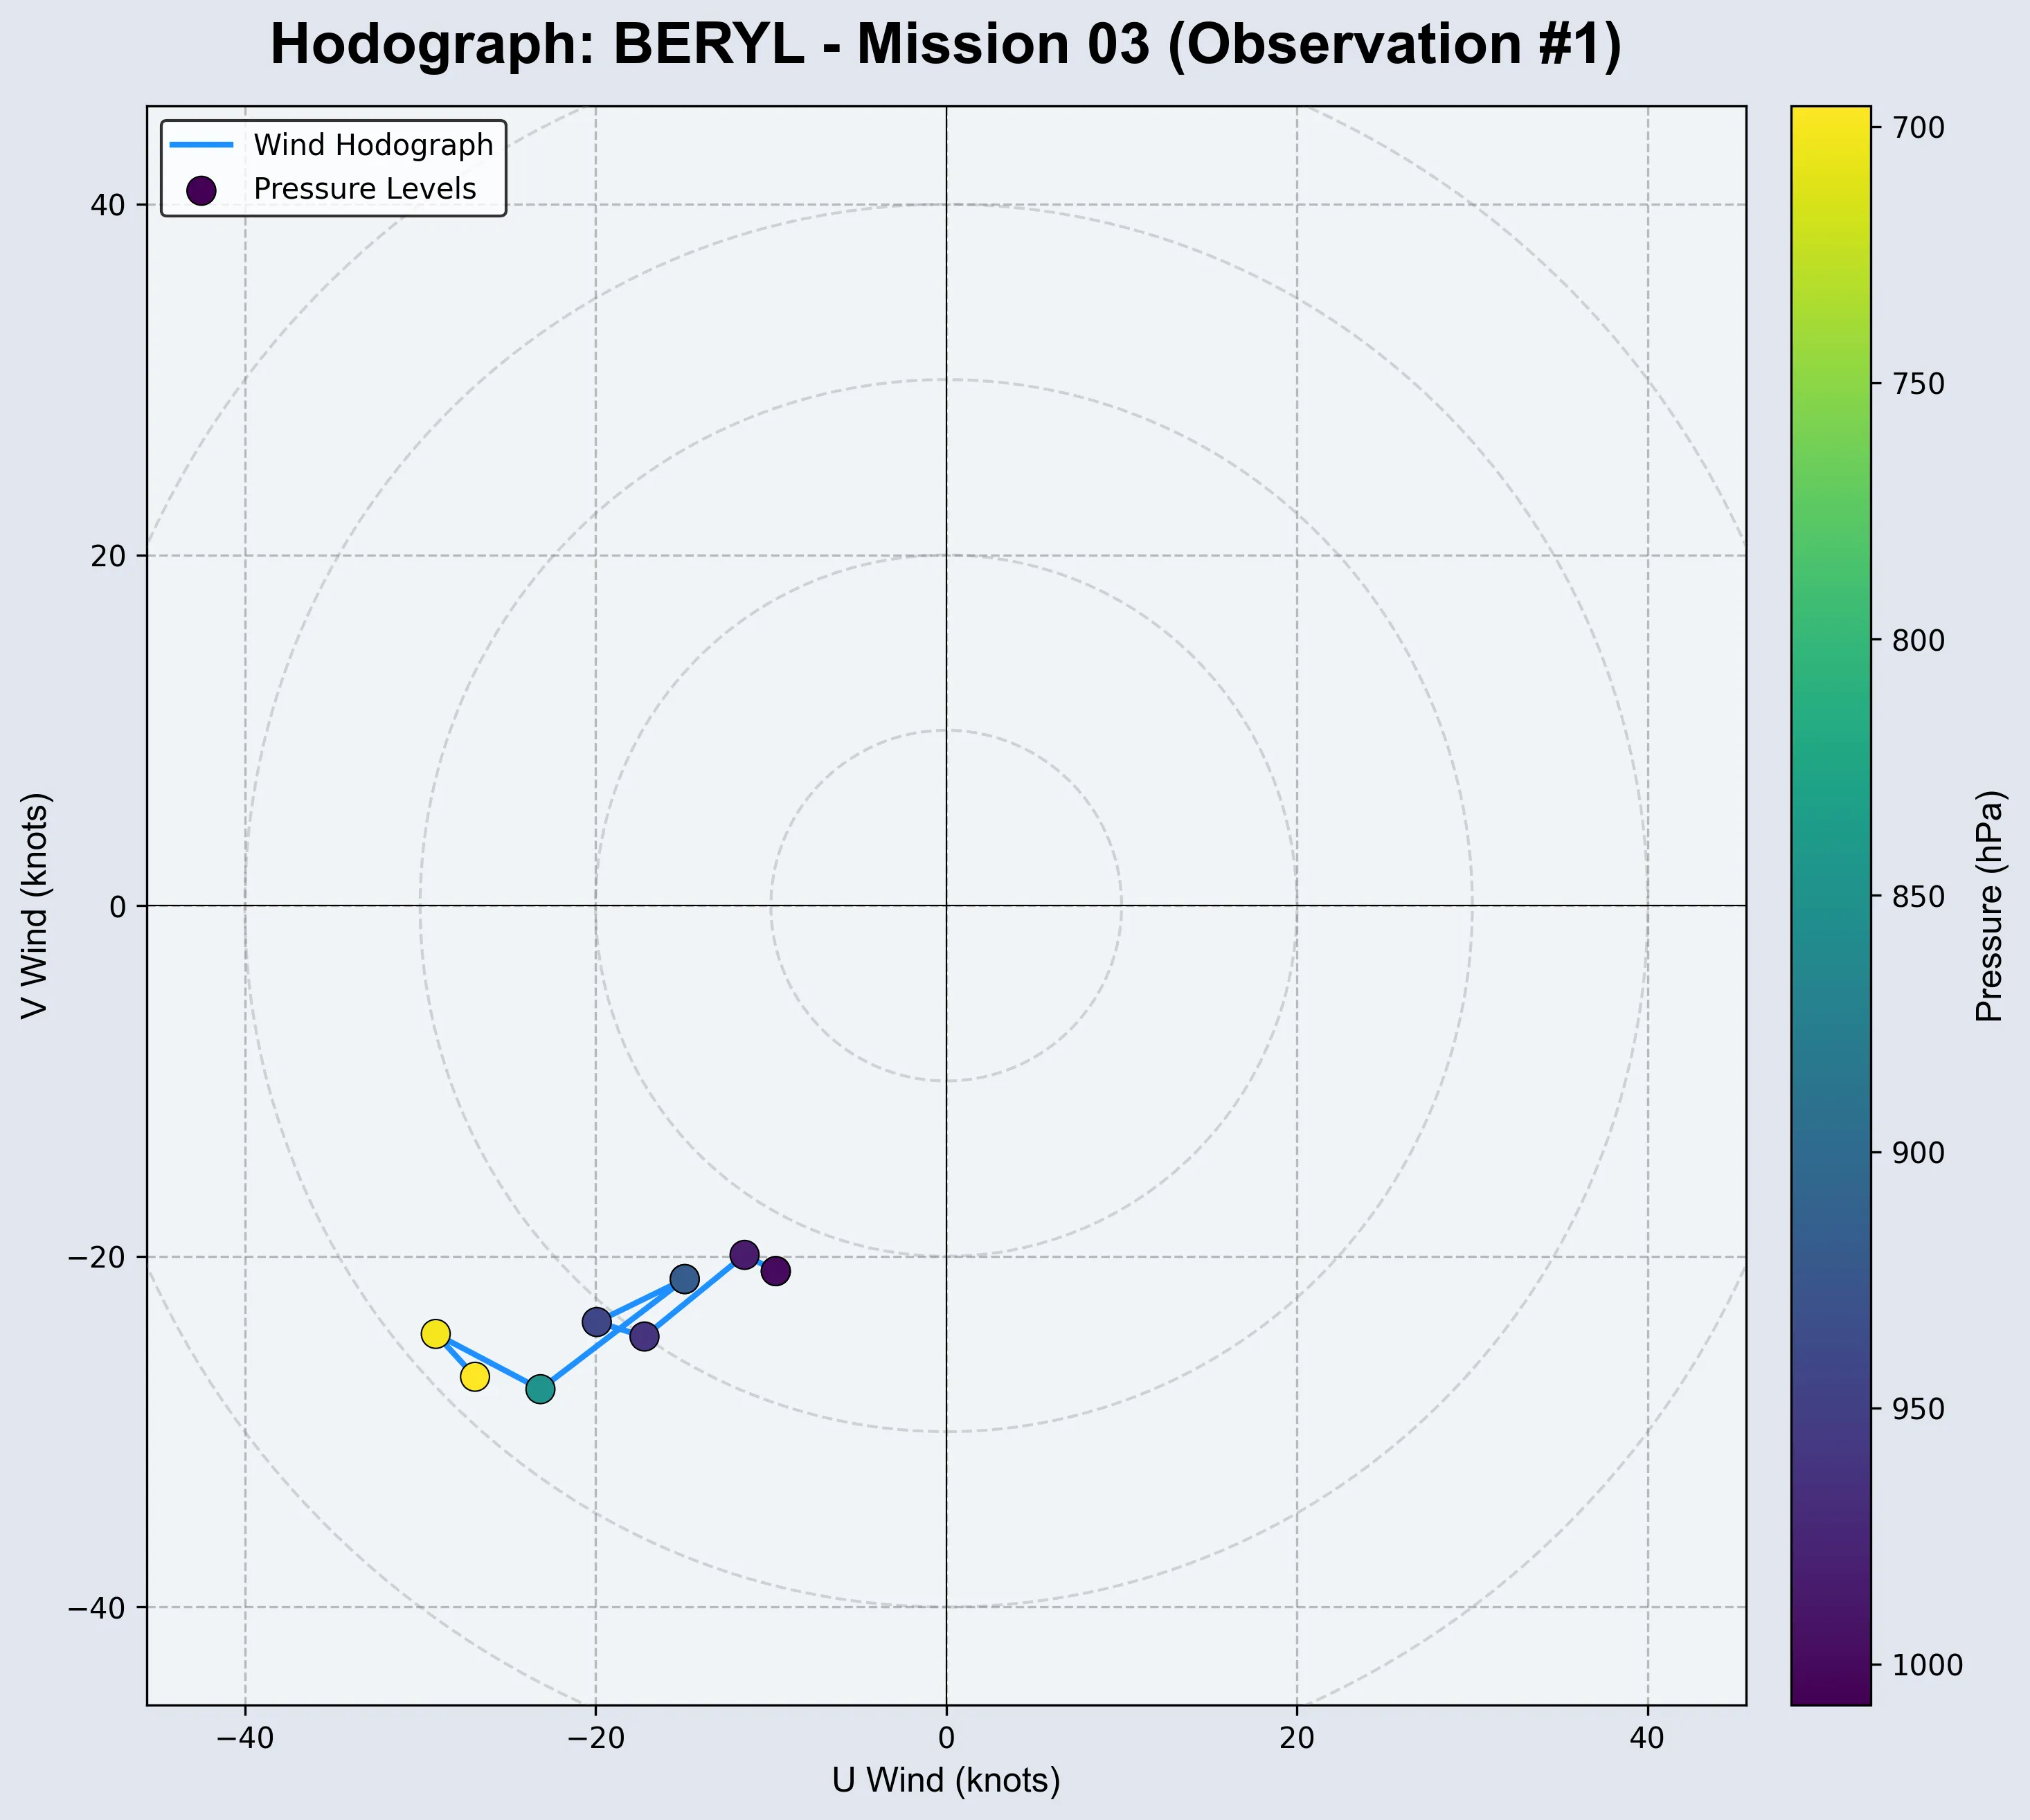 Hodograph: BERYL - Mission 03 (Observation #1)
Wind Hodograph
Pressure Levels
40
20
0
−20
−40
V Wind (knots)
−40
−20
0
20
40
U Wind (knots)
700
750
800
850
900
950
1000
Pressure (hPa)